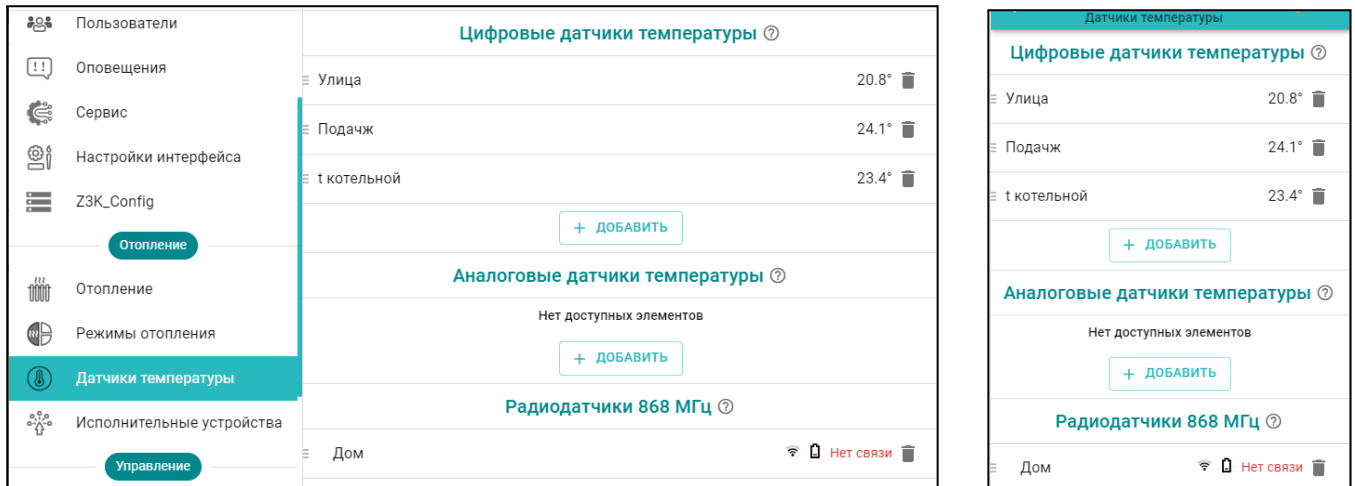 Пользователи
Оповещения
Сервис
Настройки интерфейса
Z3K_Config
Отопление
Отопление
Режимы отопления
Датчики температуры
Исполнительные устройства
Управление
Цифровые датчики температуры
Улица 20.8°
Подачж 24.1°
t котельной 23.4°
+ ДОБАВИТЬ
Аналоговые датчики температуры
Нет доступных элементов
+ ДОБАВИТЬ
Радиодатчики 868 МГц
Дом Нет связи
Датчики температуры
Цифровые датчики температуры
Улица 20.8°
Подачж 24.1°
t котельной 23.4°
+ ДОБАВИТЬ
Аналоговые датчики температуры
Нет доступных элементов
+ ДОБАВИТЬ
Радиодатчики 868 МГц
Дом Нет связи